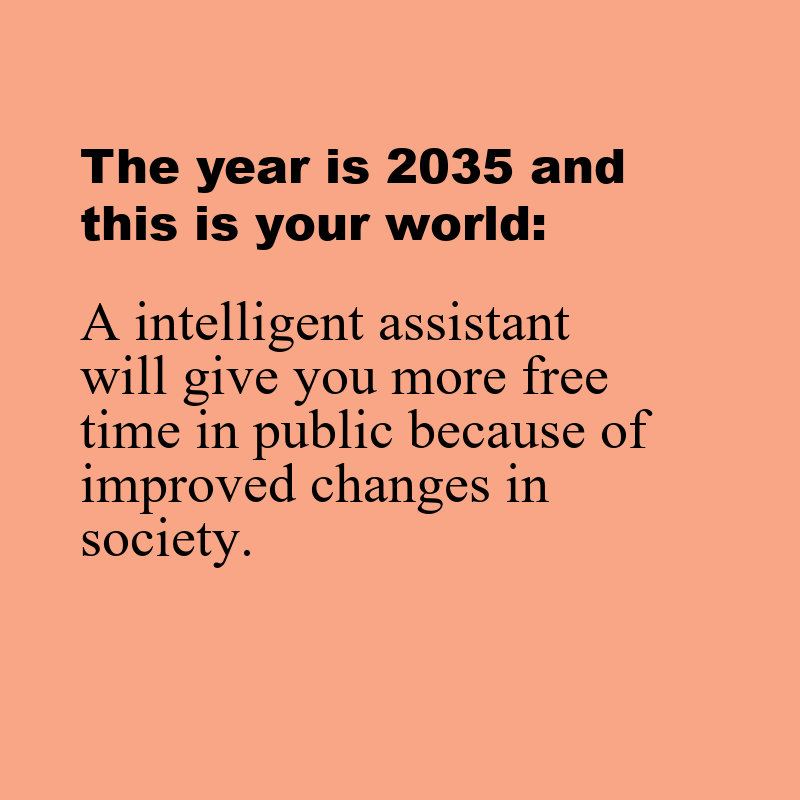 The year is 2035 and
this is your world:
A intelligent assistant
will give you more free
time in public because of
improved changes in
society.